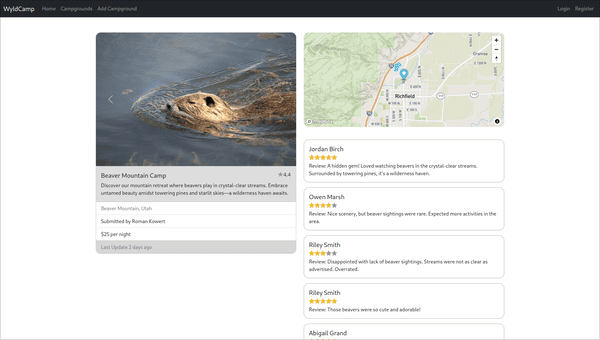 WyldCamp Home Campgrounds Add Campground Login Register
Beaver Mountain Camp ★4.4
Discover our mountain retreat where beavers play in crystal-clear streams. Embrace
untamed beauty amidst towering pines and starlit skies—a wilderness haven awaits.
Beaver Mountain, Utah
Submitted by Roman Kowert
$25 per night
Last Update 2 days ago
Richfield
Jordan Birch
Review: A hidden gem! Loved watching beavers in the crystal-clear streams.
Surrounded by towering pines, it's a wilderness haven.
Owen Marsh
Review: Nice scenery, but beaver sightings were rare. Expected more activities in the
area.
Riley Smith
Review: Disappointed with lack of beaver sightings. Streams were not as clear as
advertised. Overrated.
Riley Smith
Review: Those beavers were so cute and adorable!
Abigail Grand